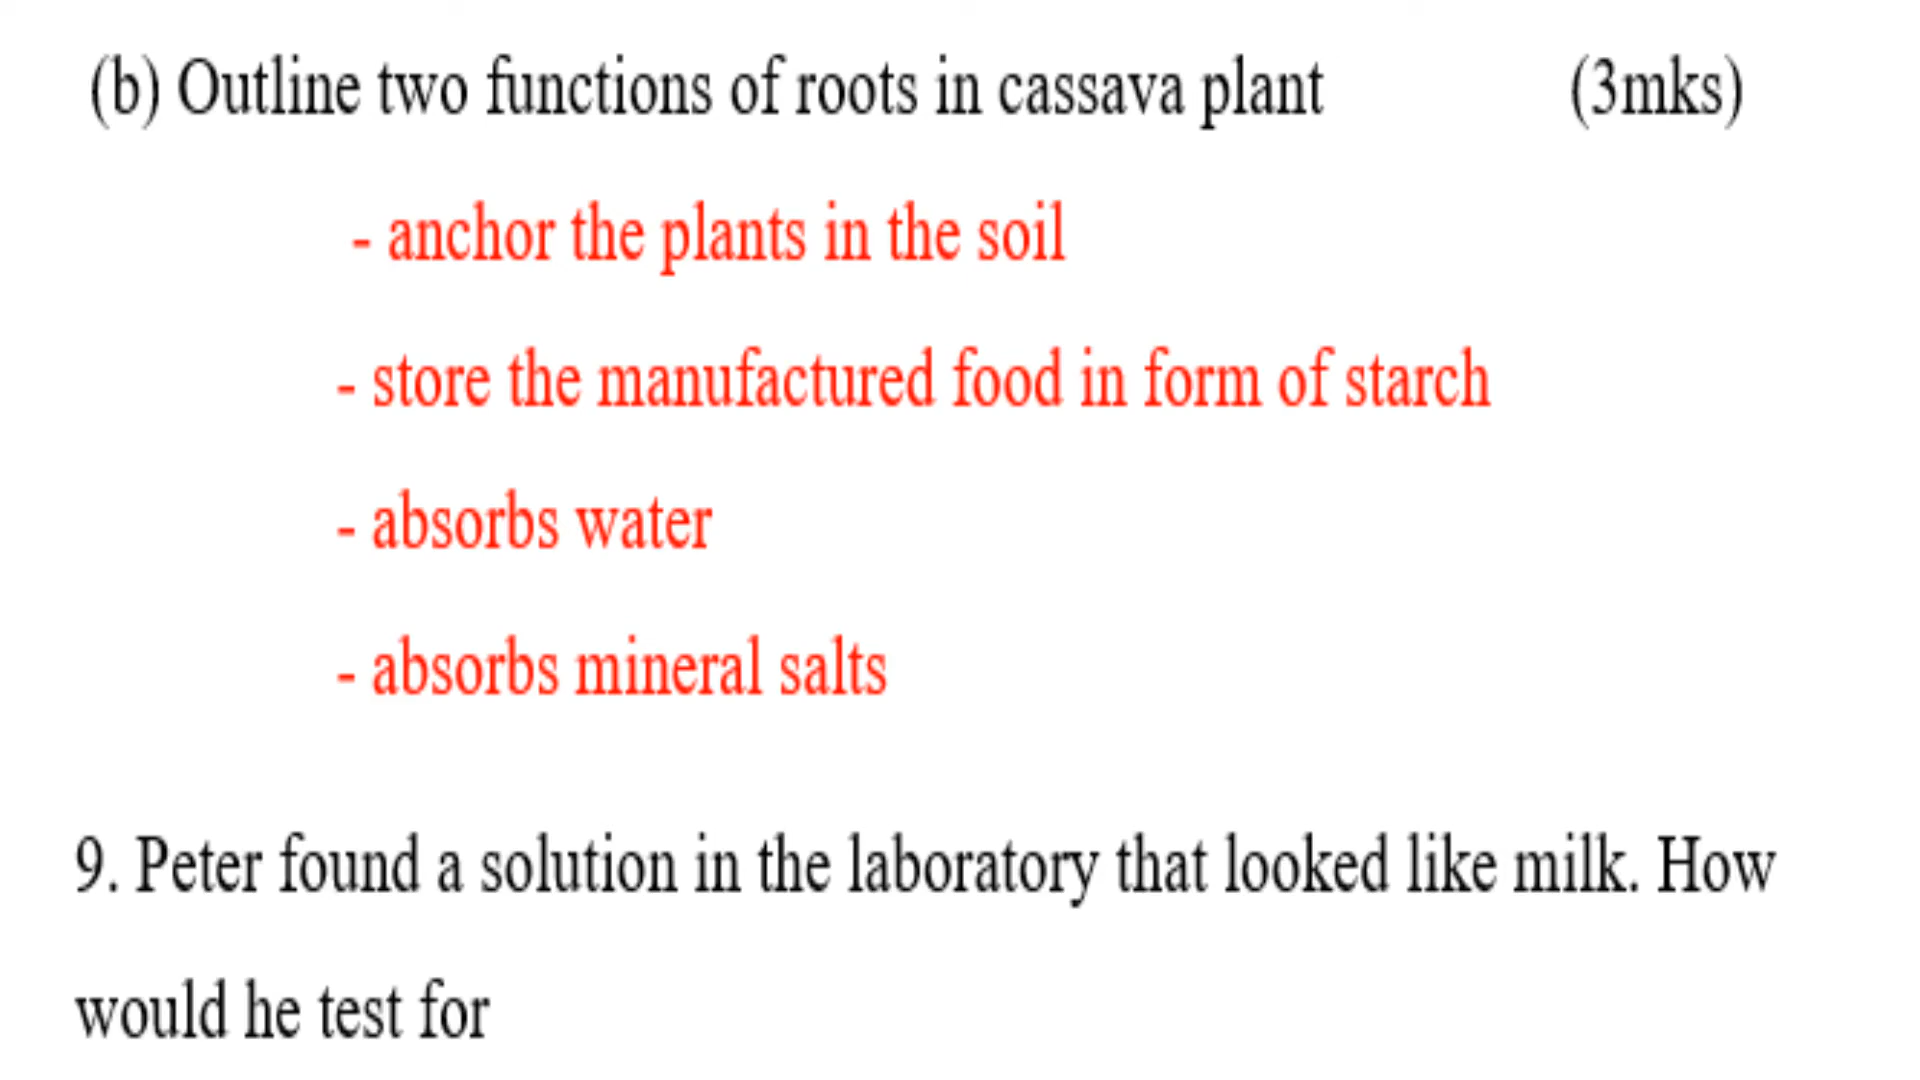 (b) Outline two functions of roots in cassava plant (3mks)
- anchor the plants in the soil
- store the manufactured food in form of starch
- absorbs water
- absorbs mineral salts
9. Peter found a solution in the laboratory that looked like milk. How
would he test for